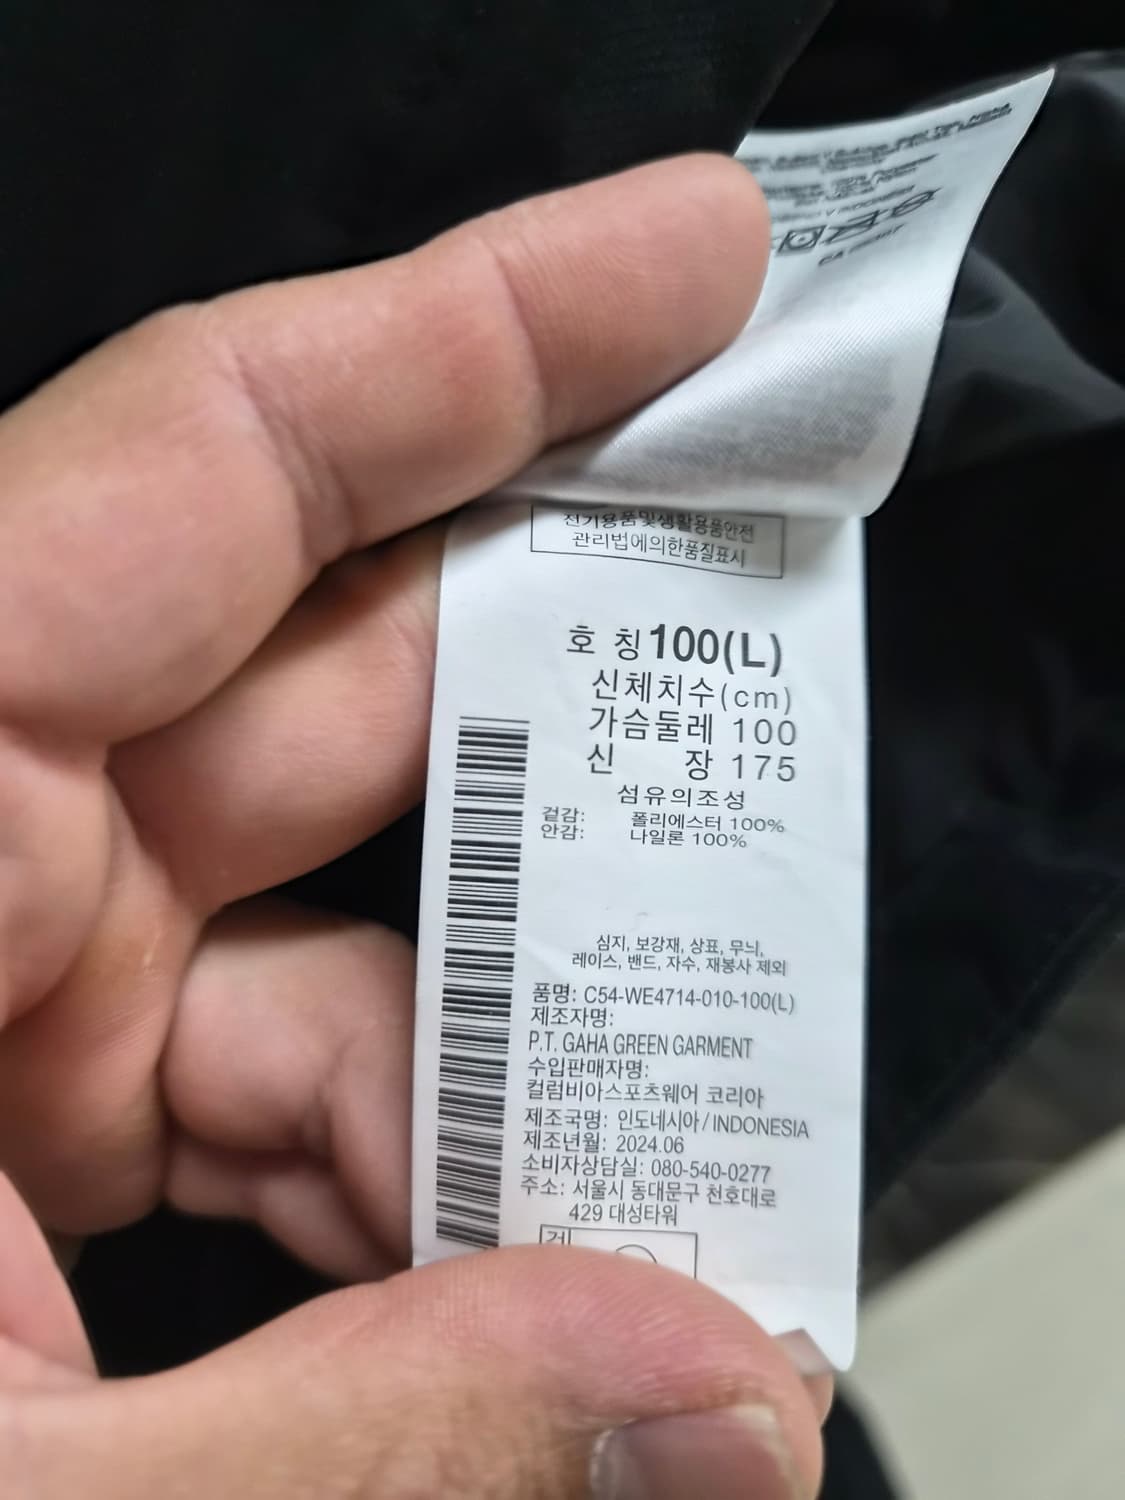 전기용품및생활용품안전
관리법에의한품질표시
호 칭 100(L)
신체치수(cm)
가슴둘레 100
신 장 175
섬유의조성
겉감: 폴리에스터 100%
안감: 나일론 100%
심지, 보강재, 상표, 무늬,
레이스, 밴드, 자수, 재봉사 제외
품명: C54-WE4714-010-100(L)
제조자명:
P.T. GAHA GREEN GARMENT
수입판매자명:
컬럼비아스포츠웨어 코리아
제조국명: 인도네시아/INDONESIA
제조년월: 2024.06
소비자상담실: 080-540-0277
주소: 서울시 동대문구 천호대로
429 대성타워